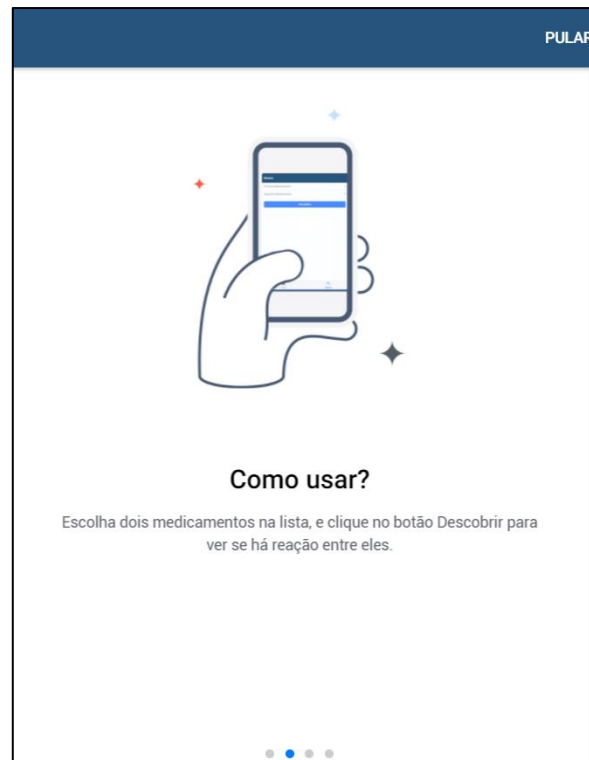 PULAR
Como usar?
Escolha dois medicamentos na lista, e clique no botão Descobrir para
ver se há reação entre eles.